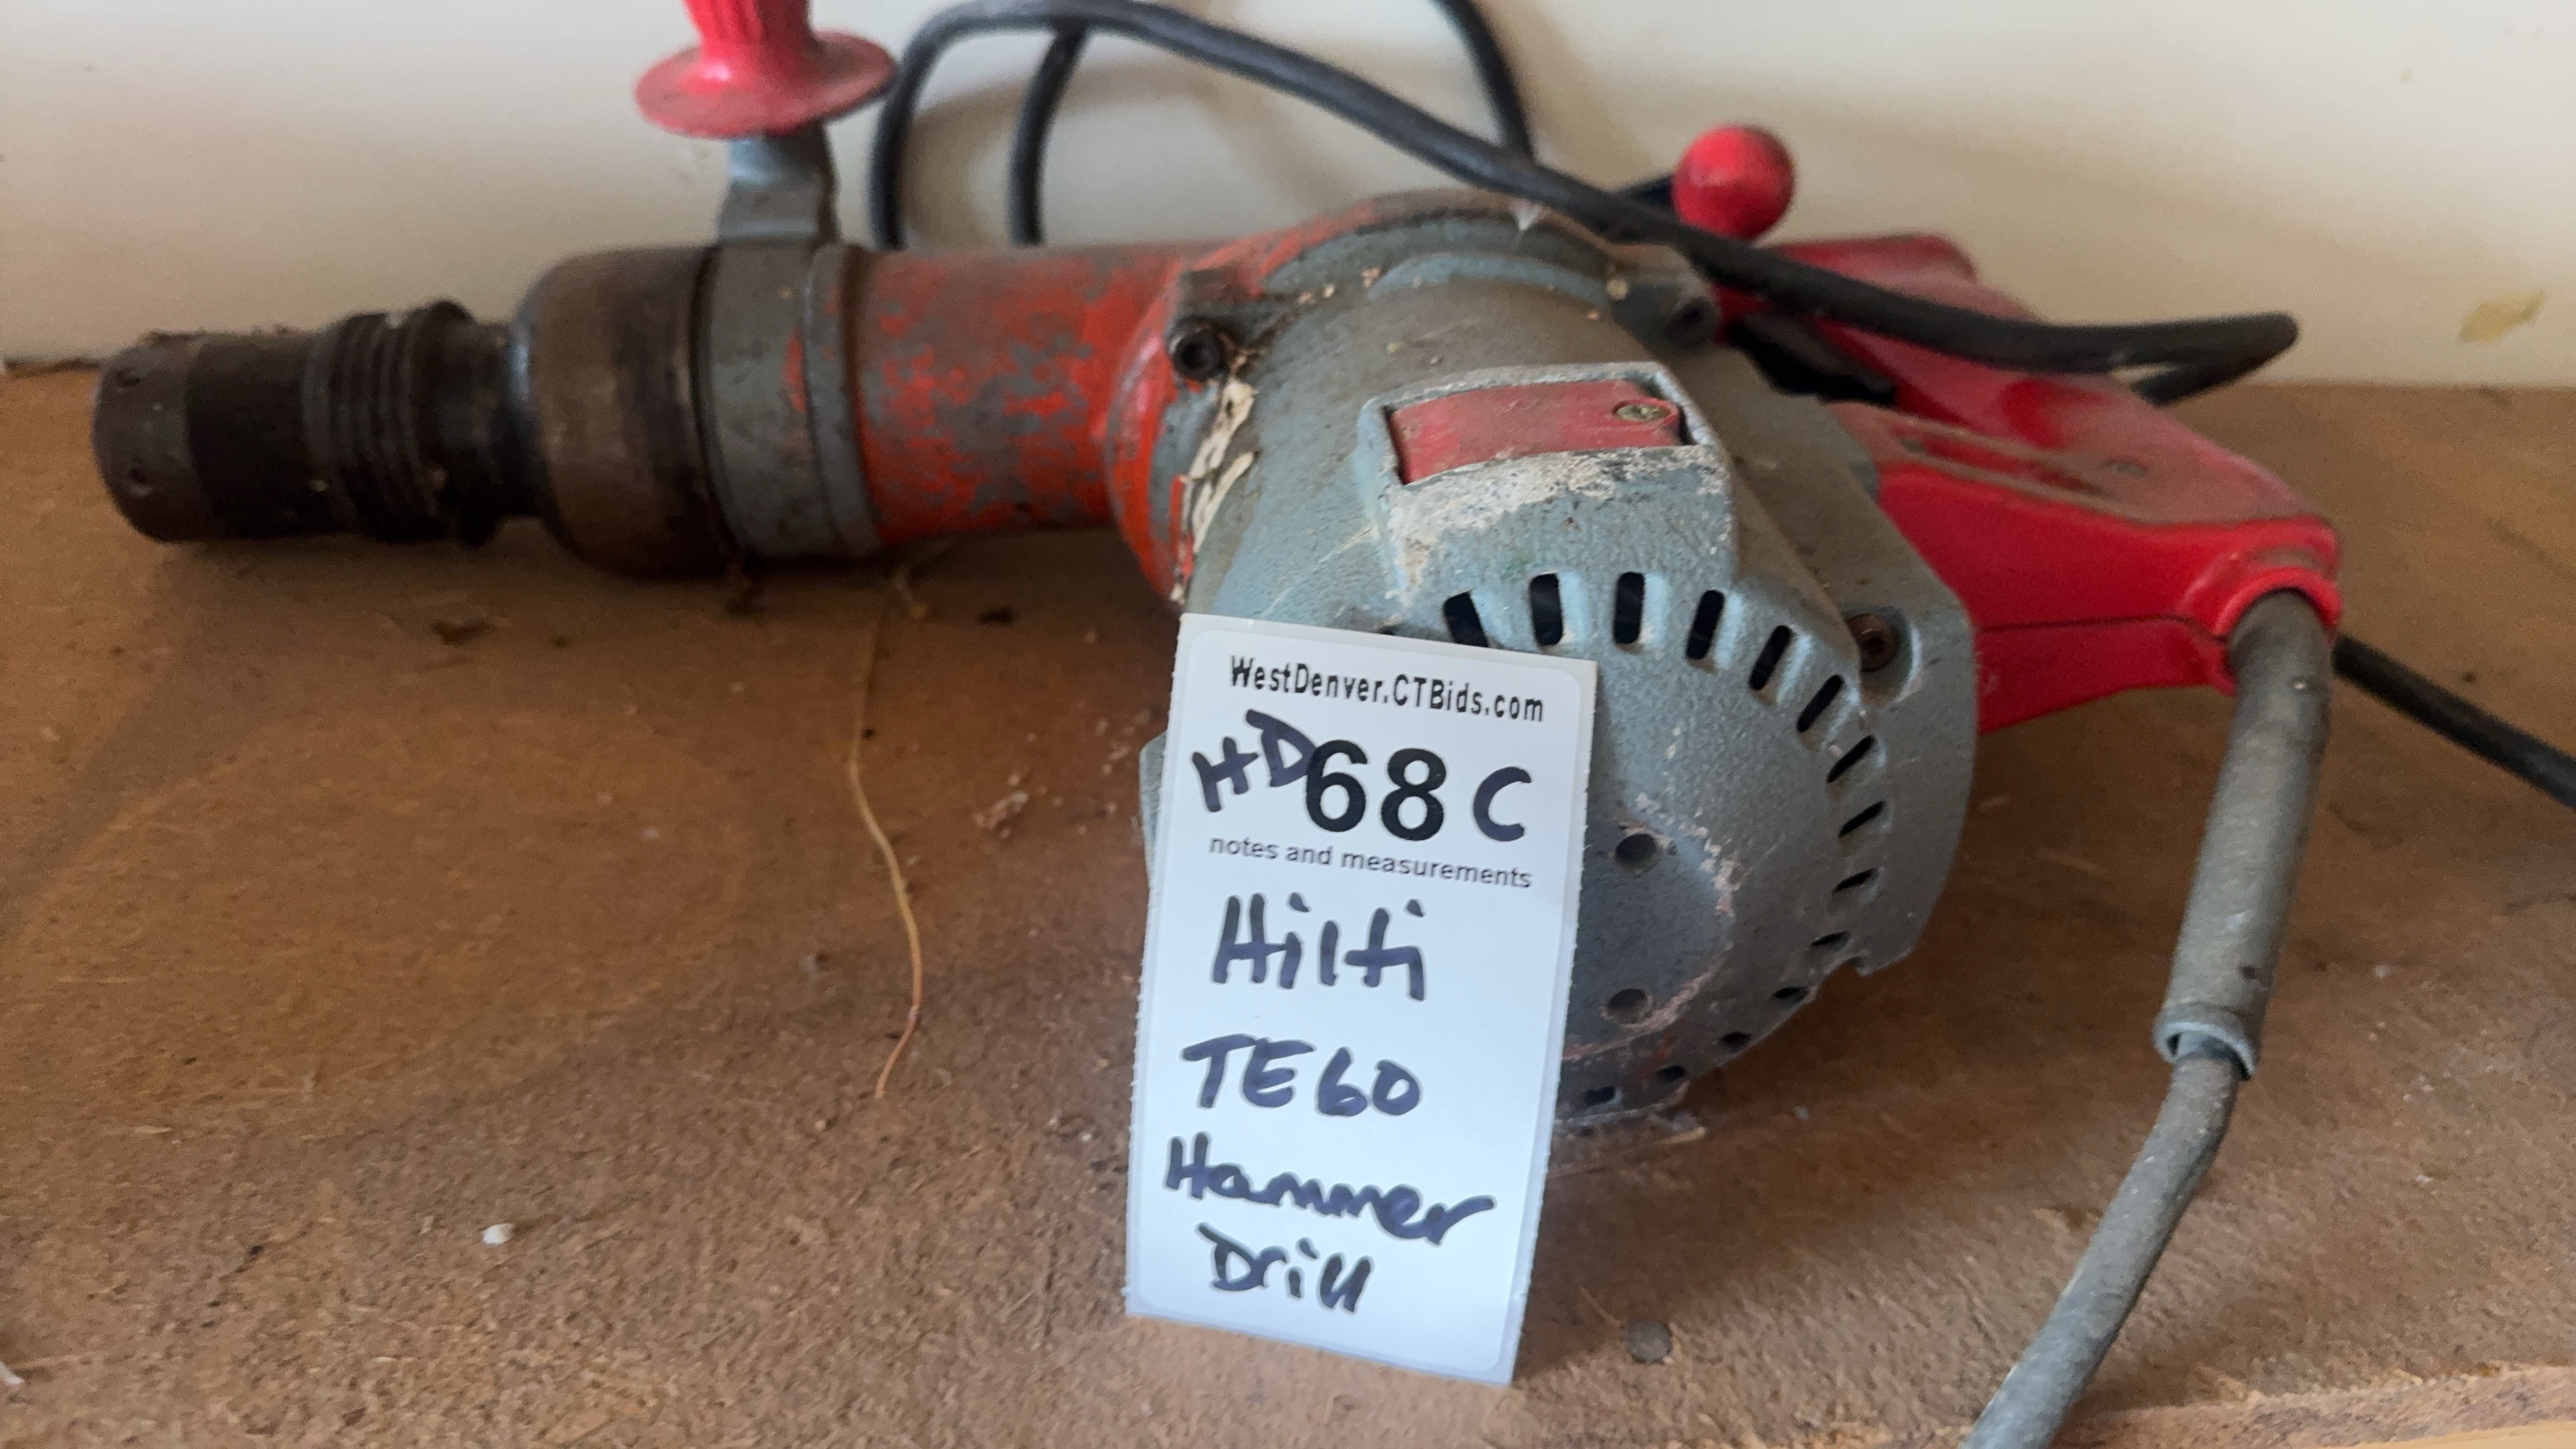 WestDenver.CTBids.com
HD68C
notes and measurements
Hilti
TE60
Hammer
Drill